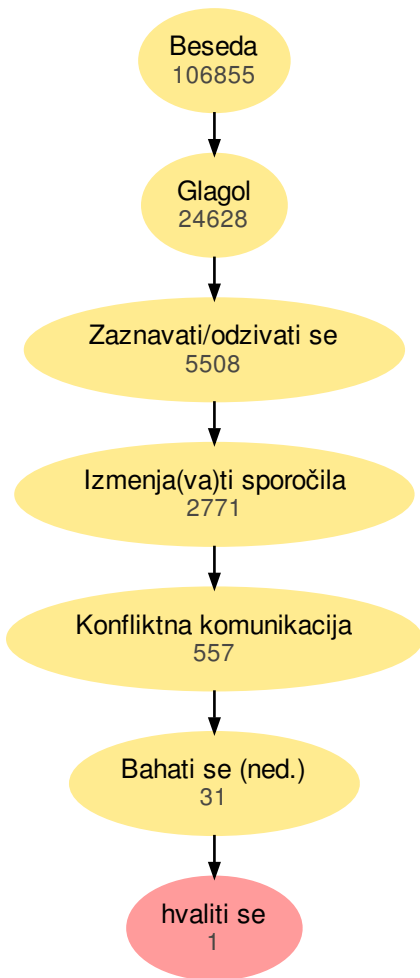 Beseda
106855
Glagol
24628
Zaznavati/odzivati se
5508
Izmenja(va)ti sporočila
2771
Konfliktna komunikacija
557
Bahati se (ned.)
31
hvaliti se
1